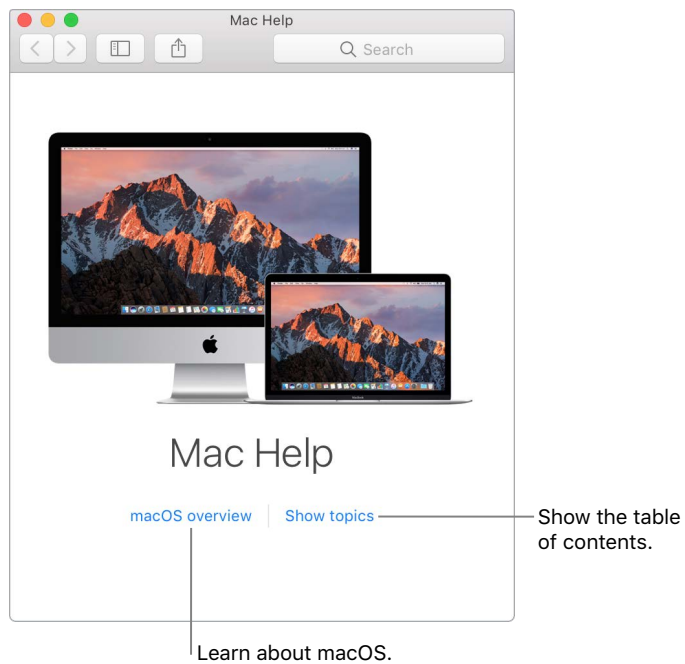 Mac Help
Search
Mac Help
macOS overview
Show topics
Show the table
of contents.
Learn about macOS.